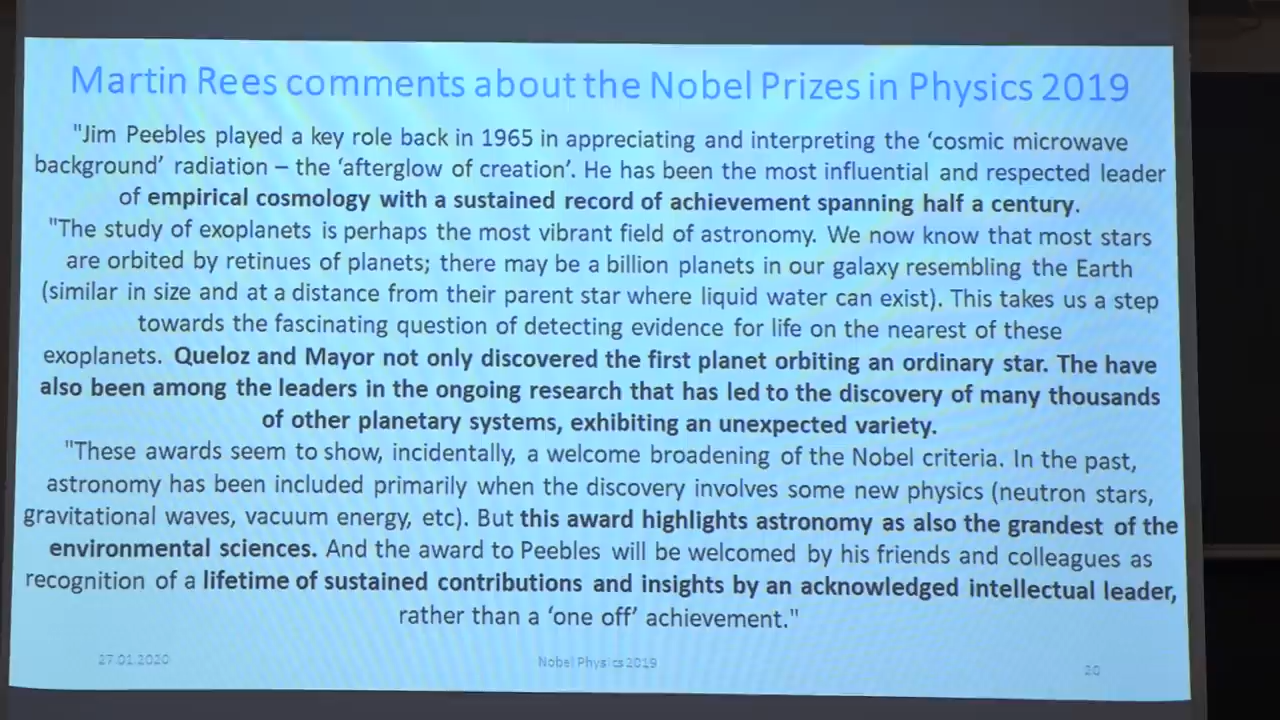 Martin Rees comments about the Nobel Prizes in Physics 2019
"Jim Peebles played a key role back in 1965 in appreciating and interpreting the ‘cosmic microwave
background’ radiation – the ‘afterglow of creation’. He has been the most influential and respected leader
of empirical cosmology with a sustained record of achievement spanning half a century.
"The study of exoplanets is perhaps the most vibrant field of astronomy. We now know that most stars
are orbited by retinues of planets; there may be a billion planets in our galaxy resembling the Earth
(similar in size and at a distance from their parent star where liquid water can exist). This takes us a step
towards the fascinating question of detecting evidence for life on the nearest of these
exoplanets. Queloz and Mayor not only discovered the first planet orbiting an ordinary star. The have
also been among the leaders in the ongoing research that has led to the discovery of many thousands
of other planetary systems, exhibiting an unexpected variety.
"These awards seem to show, incidentally, a welcome broadening of the Nobel criteria. In the past,
astronomy has been included primarily when the discovery involves some new physics (neutron stars,
gravitational waves, vacuum energy, etc). But this award highlights astronomy as also the grandest of the
environmental sciences. And the award to Peebles will be welcomed by his friends and colleagues as
recognition of a lifetime of sustained contributions and insights by an acknowledged intellectual leader,
rather than a ‘one off’ achievement."
27.01.2020
Nobel Physics 2019
20